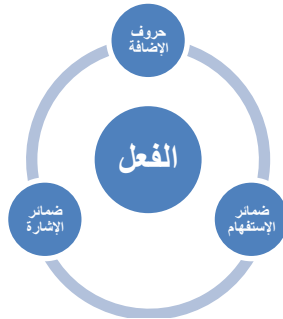 حروف
الإضافة
الفعل
ضمائر
الإستفهام
ضمائر
الإشارة